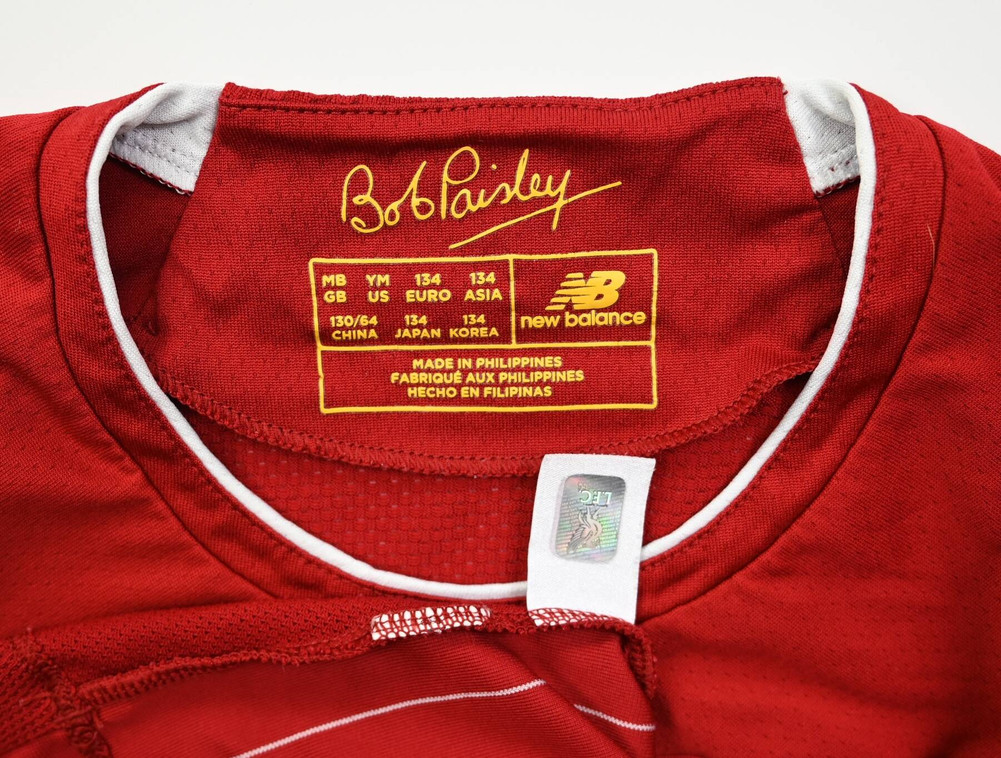 Bob Paisley
MB YM 134 134
GB US EURO ASIA
130/64 134 134
CHINA JAPAN KOREA
NB
new balance
MADE IN PHILIPPINES
FABRIQUÉ AUX PHILIPPINES
HECHO EN FILIPINAS
LFC